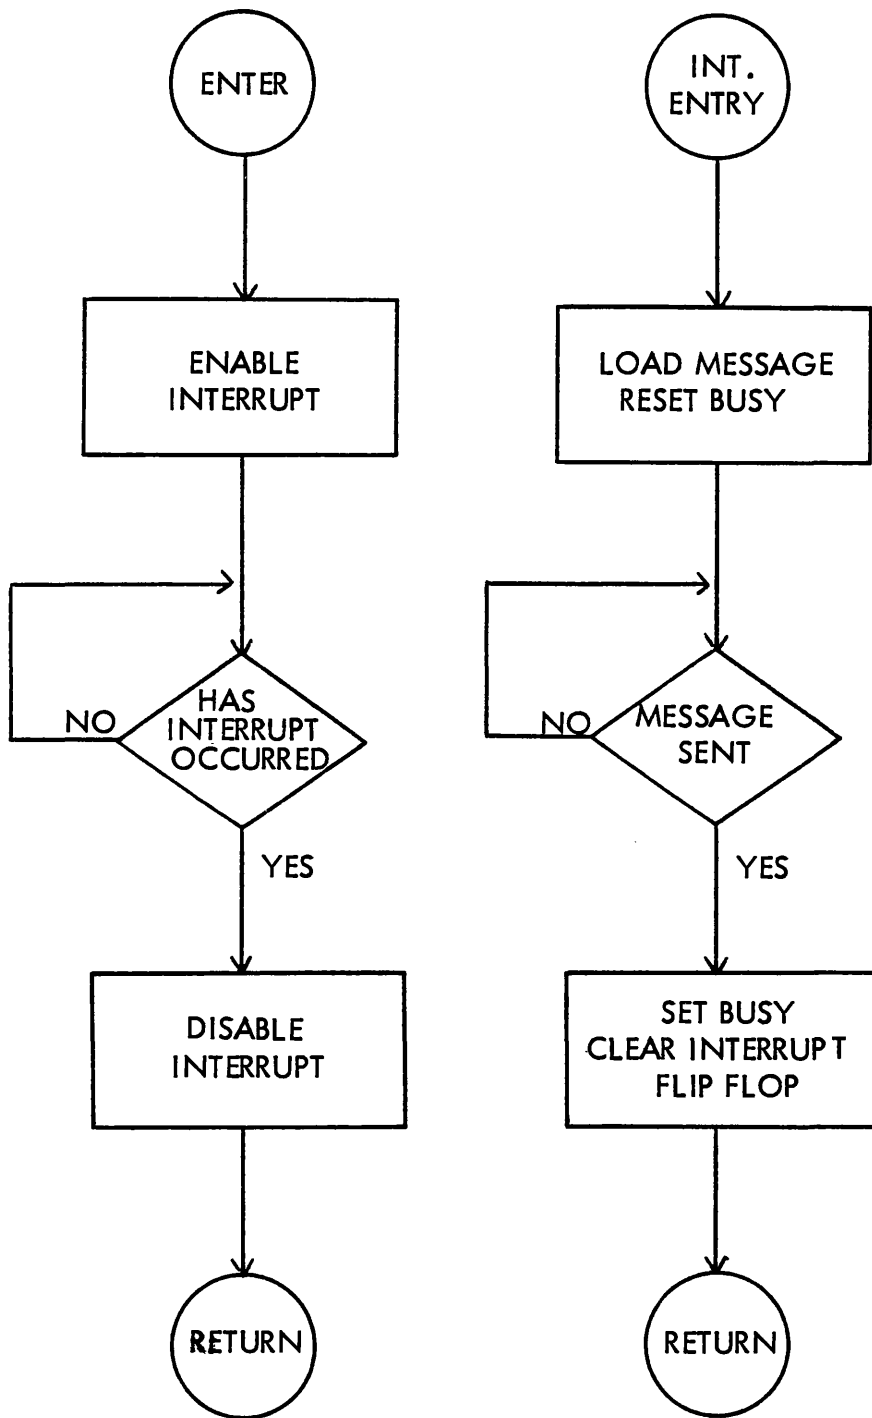 ENTER
ENABLE
INTERRUPT
HAS
INTERRUPT
OCCURRED
NO
YES
DISABLE
INTERRUPT
RETURN
INT.
ENTRY
LOAD MESSAGE
RESET BUSY
MESSAGE
SENT
NO
YES
SET BUSY
CLEAR INTERRUPT
FLIP FLOP
RETURN